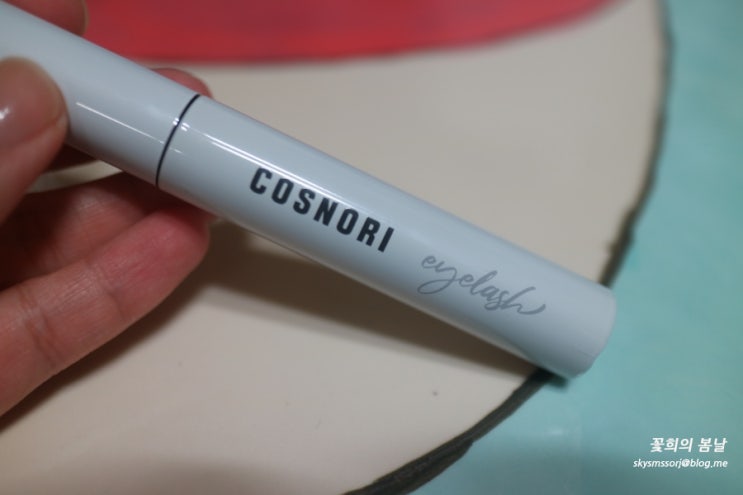 COSNORI
eyelash
꽃희의 봄날
skysmssorj@blog.me